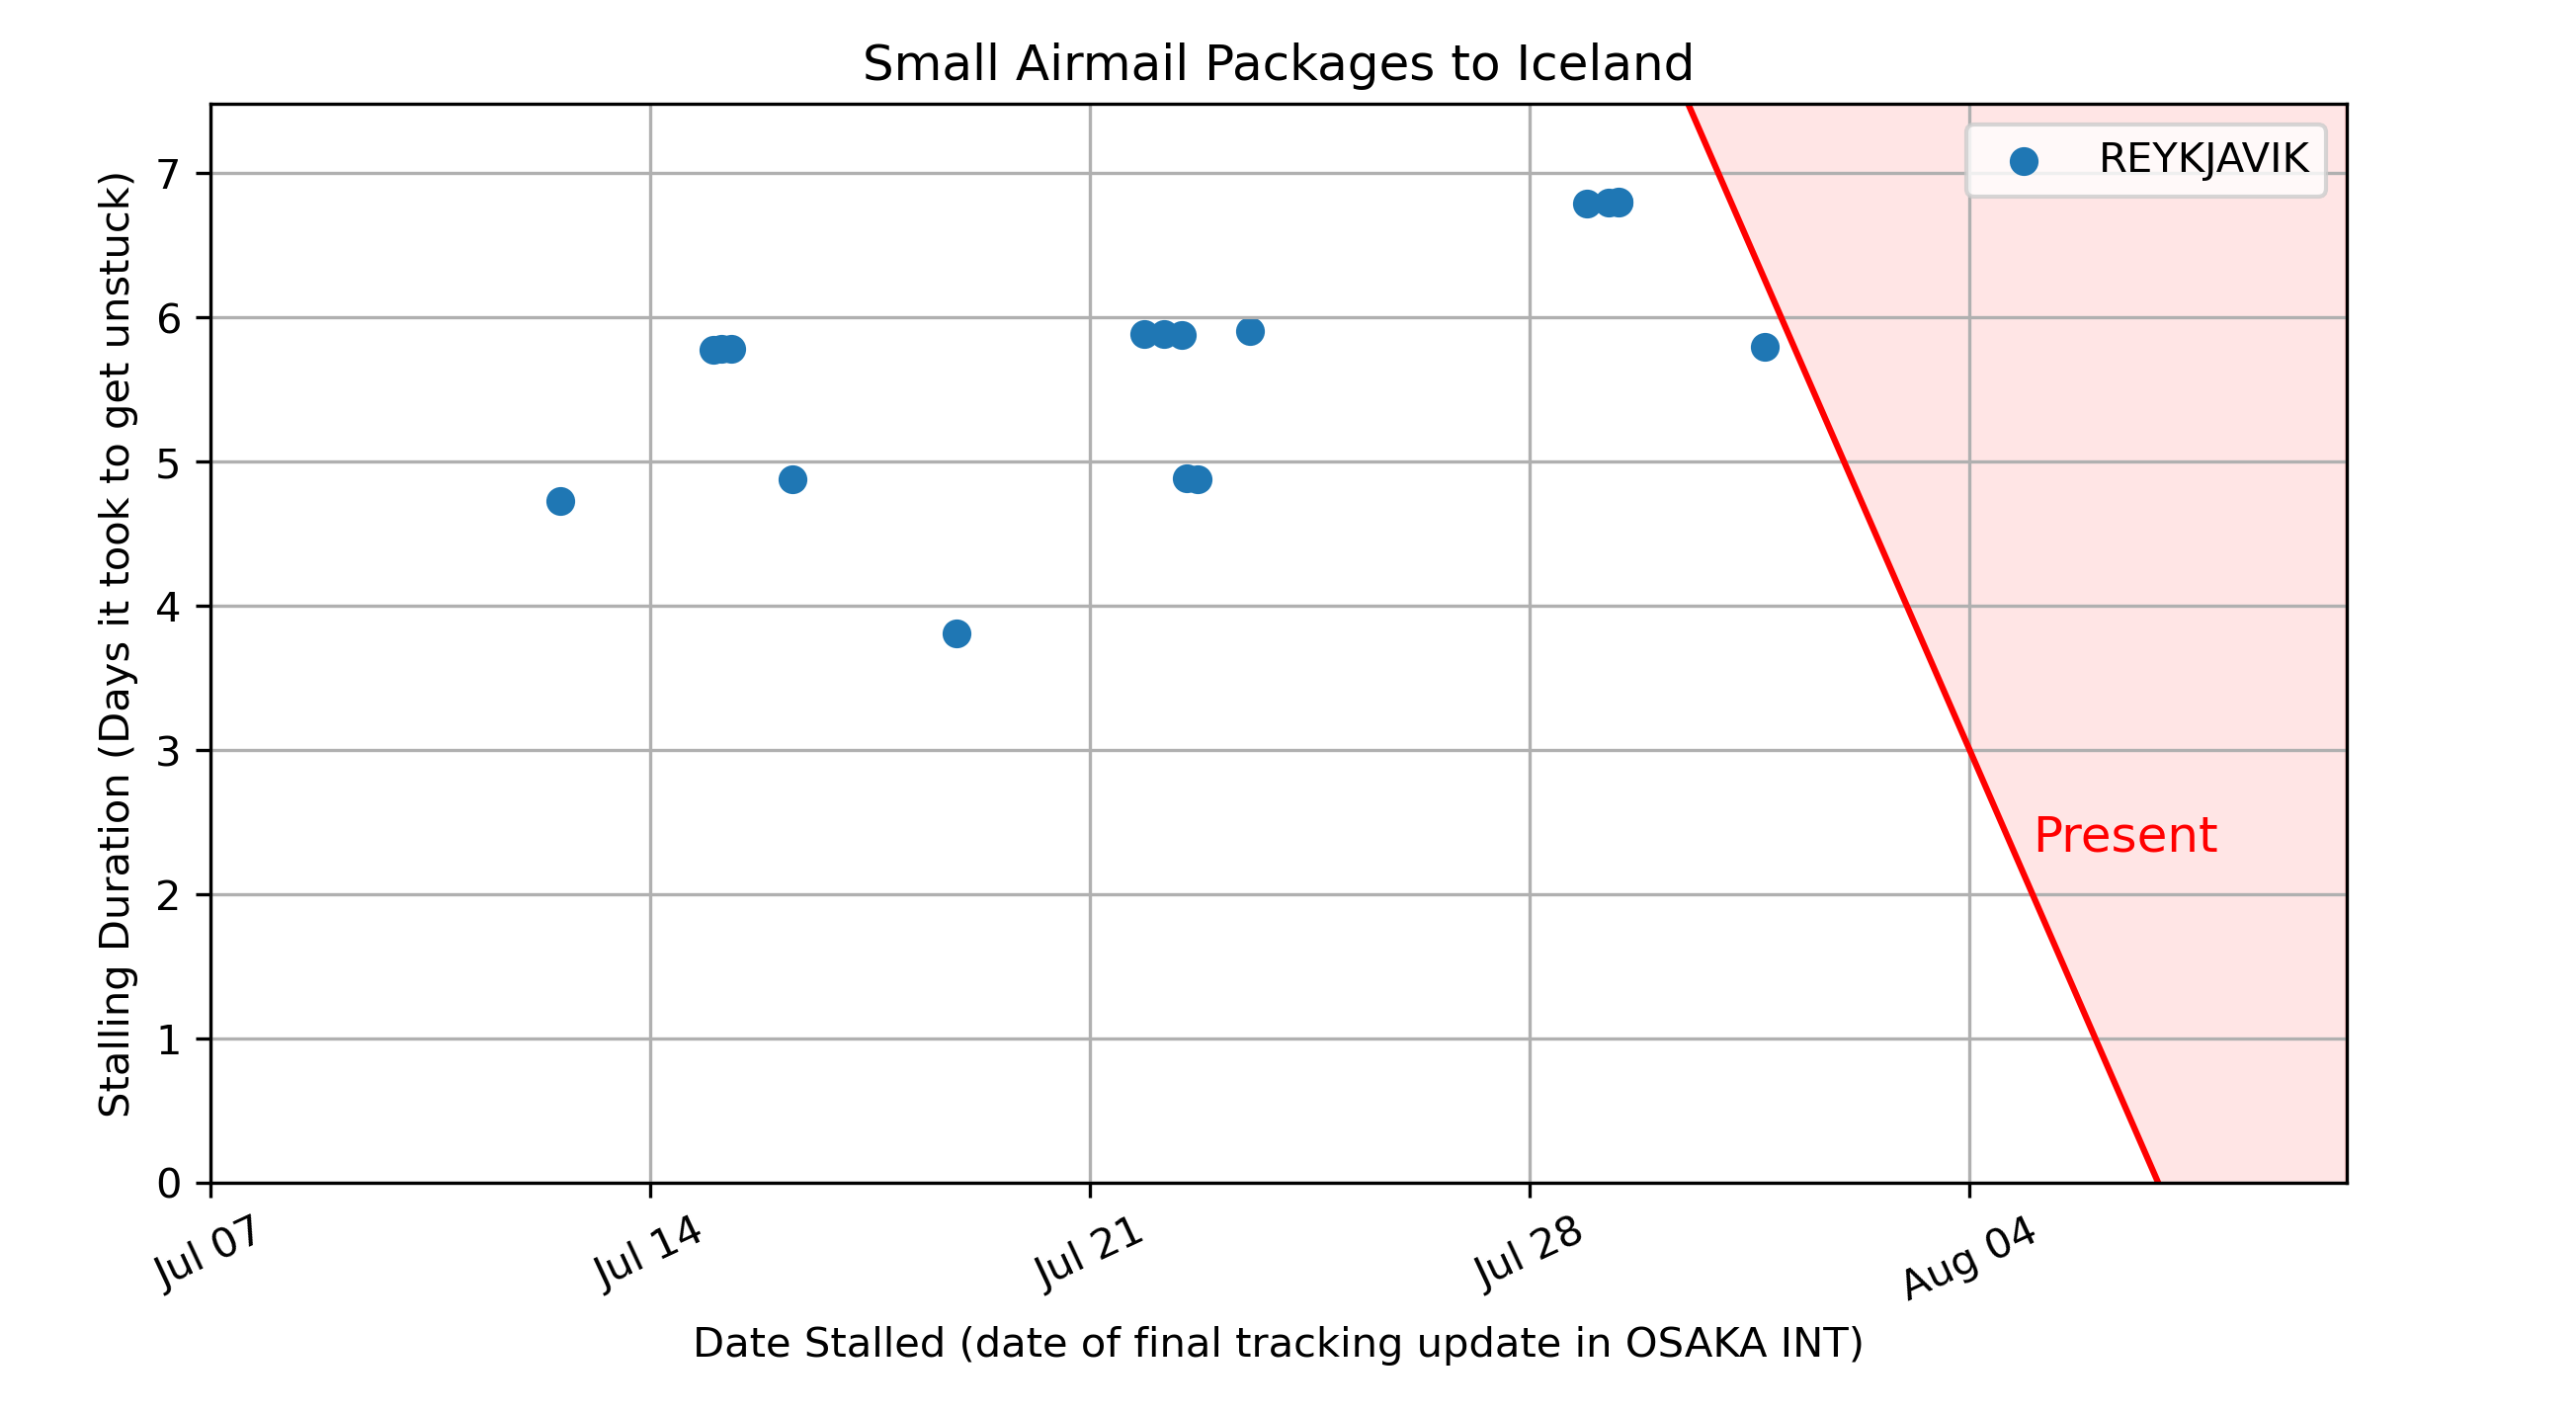 Small Airmail Packages to Iceland
REYKJAVIK
Stalling Duration (Days it took to get unstuck)
7
6
5
4
3
2
1
0
Present
Jul 07
Jul 14
Jul 21
Jul 28
Aug 04
Date Stalled (date of final tracking update in OSAKA INT)